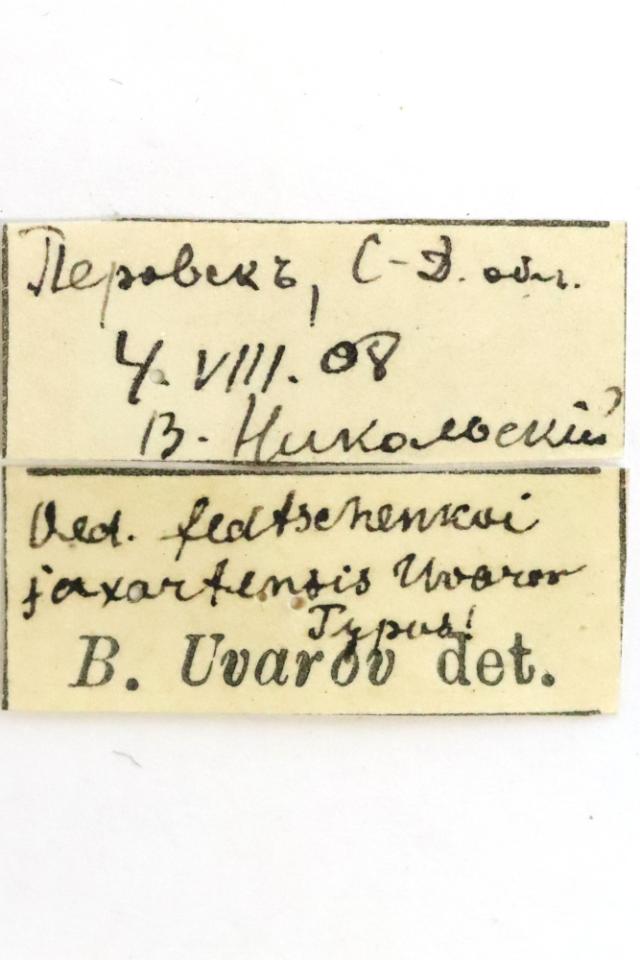 Перовскъ, С-Д. обл.
4. VIII. 08
В. Никольскій
Oed. fedtschenkoi
jaxartensis Uvarov
Typus!
B. Uvarov det.